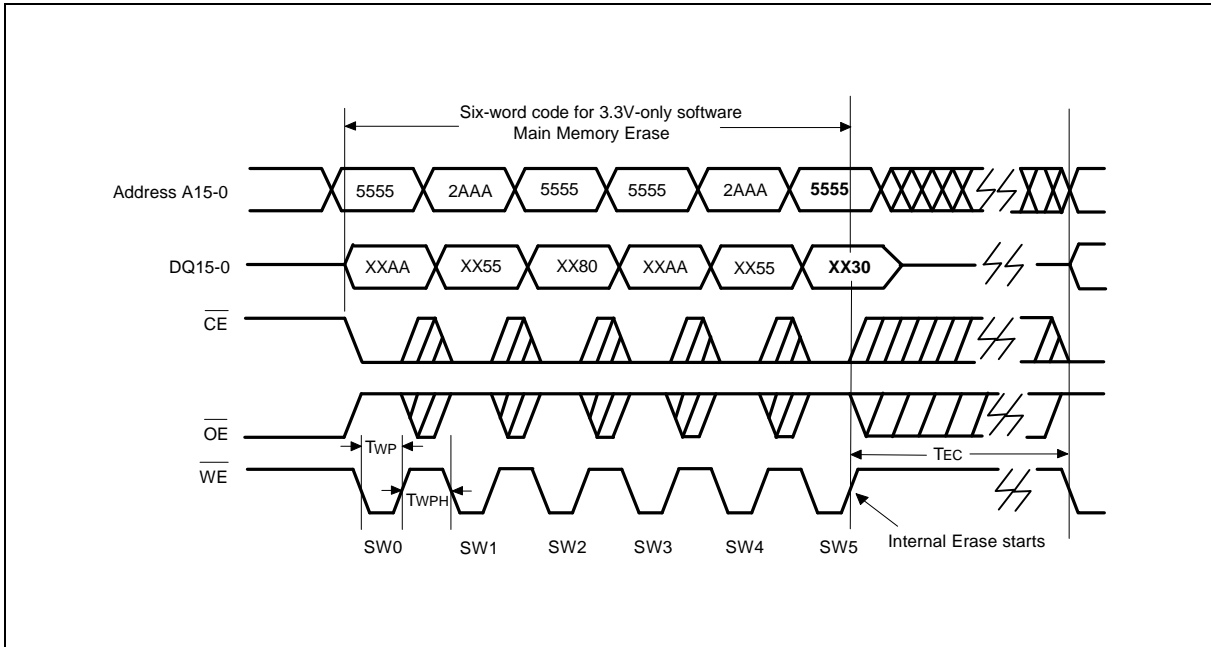 Six-word code for 3.3V-only software
Main Memory Erase
Address A15-0
5555 2AAA 5555 5555 2AAA 5555
DQ15-0
XXAA XX55 XX80 XXAA XX55 XX30
CE
OE
TWP
TEC
WE
TWPH
SW0 SW1 SW2 SW3 SW4 SW5
Internal Erase starts